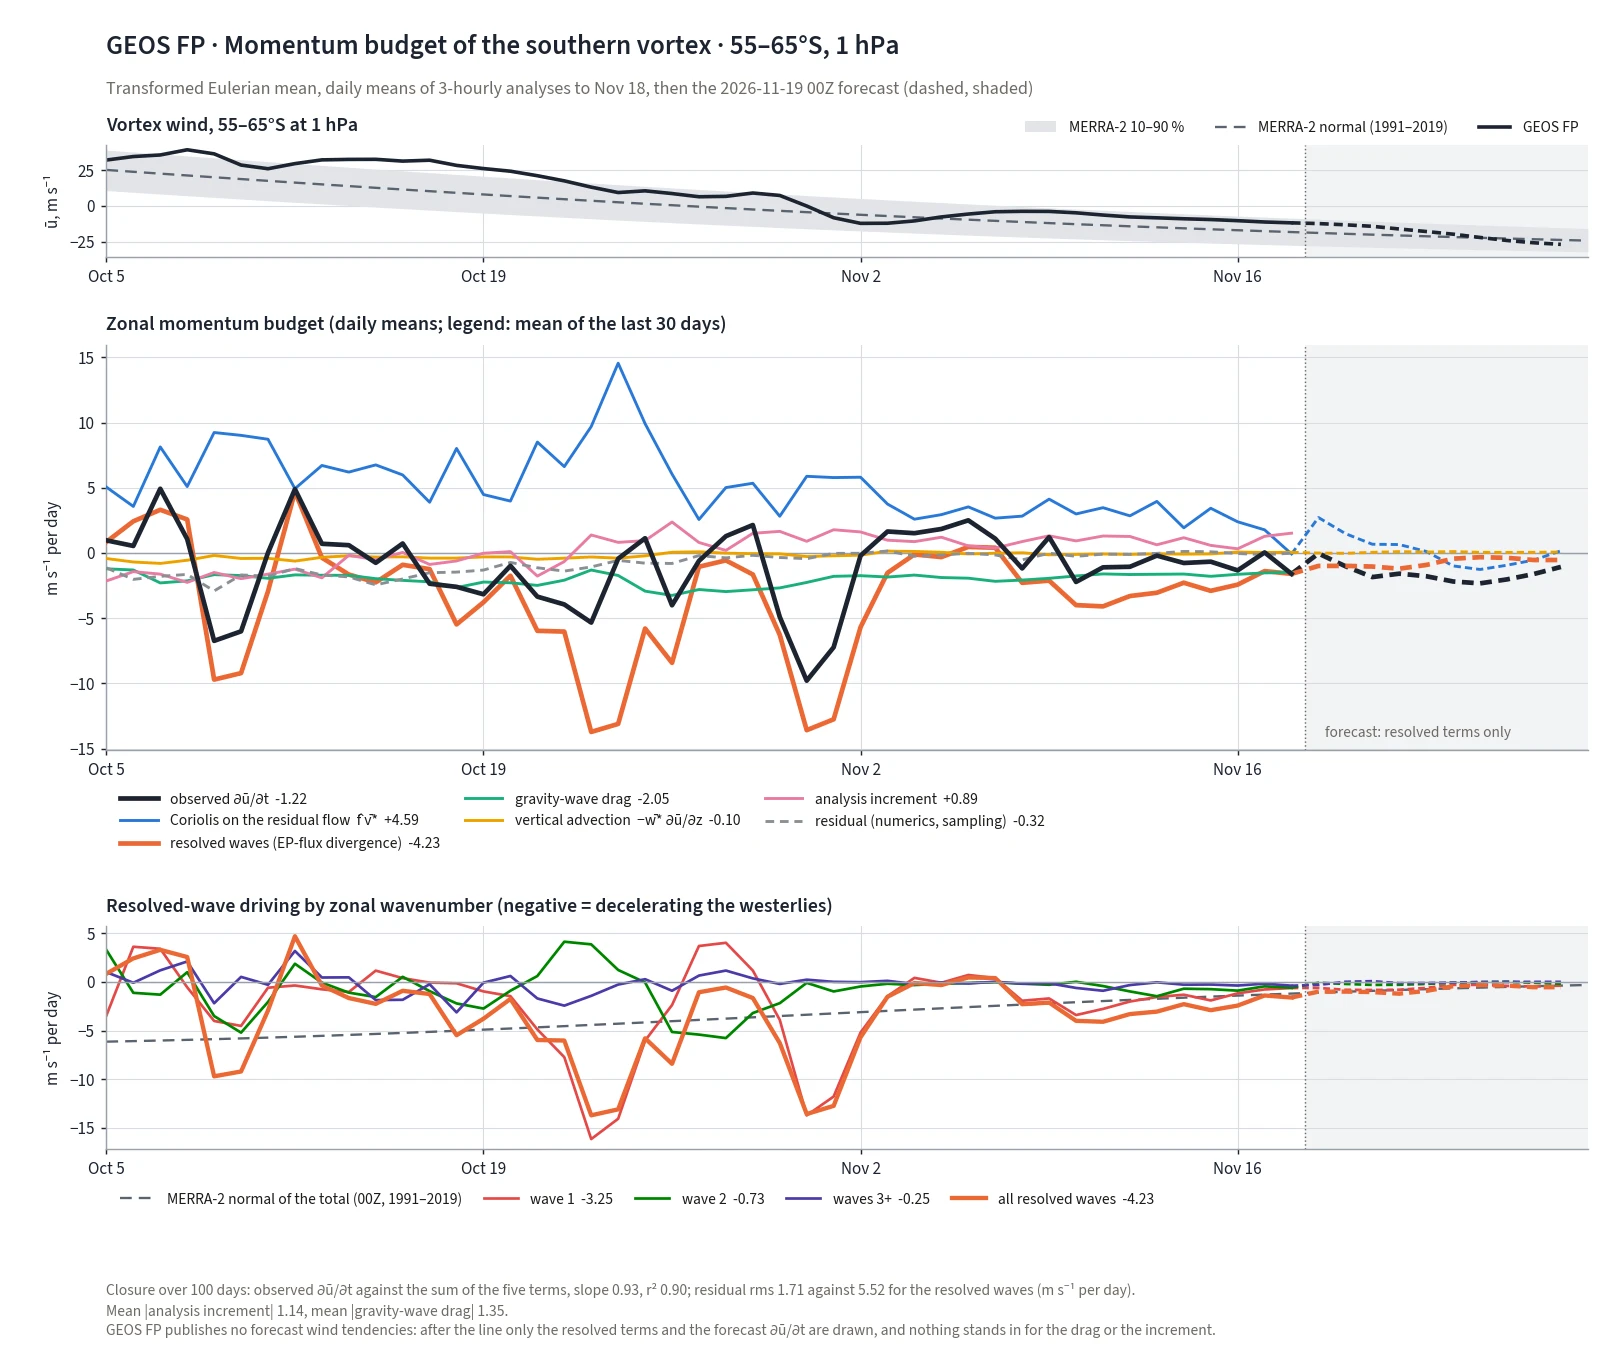 GEOS FP · Momentum budget of the southern vortex · 55–65°S, 1 hPa
Transformed Eulerian mean, daily means of 3-hourly analyses to Nov 18, then the 2026-11-19 00Z forecast (dashed, shaded)
Vortex wind, 55–65°S at 1 hPa
MERRA-2 10–90 %
MERRA-2 normal (1991–2019)
GEOS FP
ū, m s⁻¹
25
0
−25
Oct 5
Oct 19
Nov 2
Nov 16
Zonal momentum budget (daily means; legend: mean of the last 30 days)
m s⁻¹ per day
15
10
5
0
−5
−10
−15
forecast: resolved terms only
Oct 5
Oct 19
Nov 2
Nov 16
observed ∂ū/∂t -1.22
gravity-wave drag -2.05
analysis increment +0.89
Coriolis on the residual flow f v̄* +4.59
vertical advection −w̄* ∂ū/∂z -0.10
residual (numerics, sampling) -0.32
resolved waves (EP-flux divergence) -4.23
Resolved-wave driving by zonal wavenumber (negative = decelerating the westerlies)
m s⁻¹ per day
5
0
−5
−10
−15
Oct 5
Oct 19
Nov 2
Nov 16
MERRA-2 normal of the total (00Z, 1991–2019)
wave 1 -3.25
wave 2 -0.73
waves 3+ -0.25
all resolved waves -4.23
Closure over 100 days: observed ∂ū/∂t against the sum of the five terms, slope 0.93, r² 0.90; residual rms 1.71 against 5.52 for the resolved waves (m s⁻¹ per day).
Mean |analysis increment| 1.14, mean |gravity-wave drag| 1.35.
GEOS FP publishes no forecast wind tendencies: after the line only the resolved terms and the forecast ∂ū/∂t are drawn, and nothing stands in for the drag or the increment.